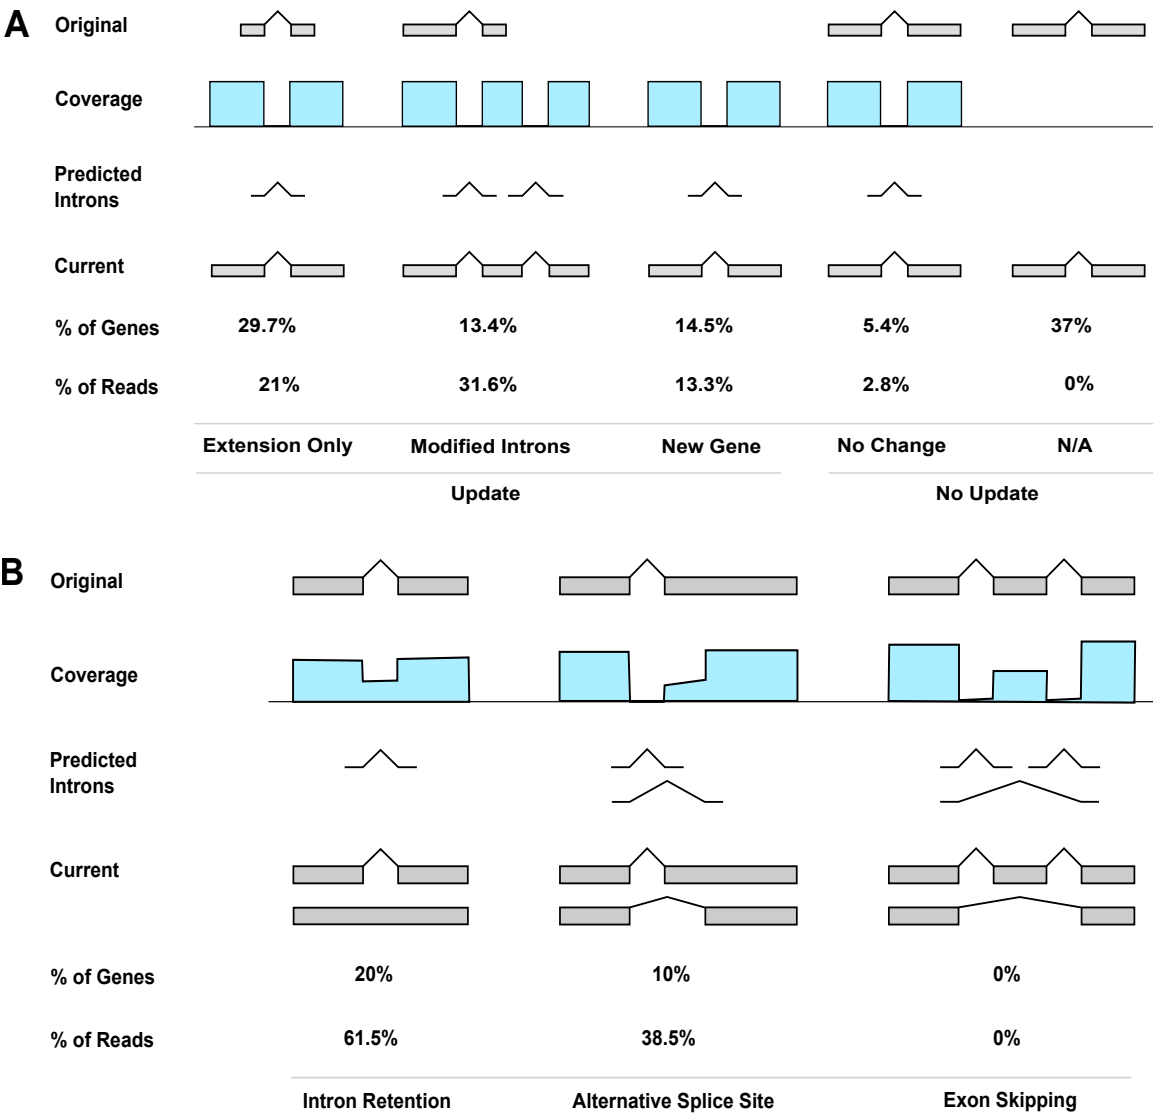 A
Original
Coverage
Predicted
Introns
Current
% of Genes 29.7% 13.4% 14.5% 5.4% 37%
% of Reads 21% 31.6% 13.3% 2.8% 0%
Extension Only Modified Introns New Gene No Change N/A
Update No Update
B
Original
Coverage
Predicted
Introns
Current
% of Genes 20% 10% 0%
% of Reads 61.5% 38.5% 0%
Intron Retention Alternative Splice Site Exon Skipping